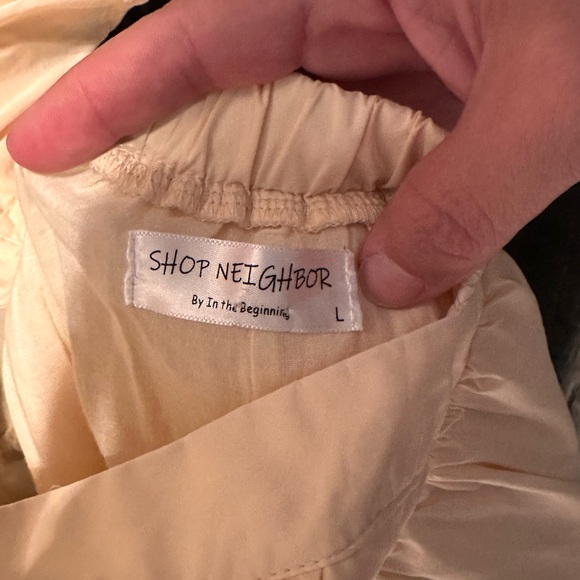 SHOP NEIGHBOR
By In the Beginning
L